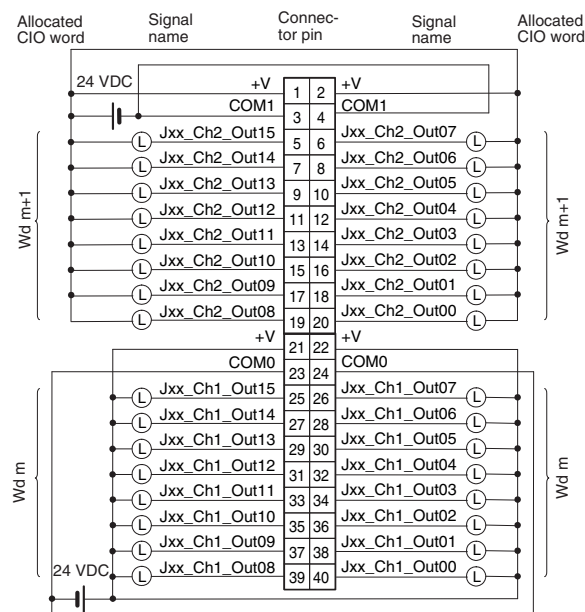 Allocated CIO word Signal name Connec- tor pin Signal name Allocated CIO word
24 VDC
+V 1 2 +V
COM1 3 4 COM1
Jxx_Ch2_Out15 5 6 Jxx_Ch2_Out07
L L
Jxx_Ch2_Out14 7 8 Jxx_Ch2_Out06
L L
Jxx_Ch2_Out13 9 10 Jxx_Ch2_Out05
L L
Jxx_Ch2_Out12 11 12 Jxx_Ch2_Out04
L L
Jxx_Ch2_Out11 13 14 Jxx_Ch2_Out03
L L
Jxx_Ch2_Out10 15 16 Jxx_Ch2_Out02
L L
Jxx_Ch2_Out09 17 18 Jxx_Ch2_Out01
L L
Jxx_Ch2_Out08 19 20 Jxx_Ch2_Out00
L L
Wd m+1 Wd m+1
+V 21 22 +V
COM0 23 24 COM0
Jxx_Ch1_Out15 25 26 Jxx_Ch1_Out07
L L
Jxx_Ch1_Out14 27 28 Jxx_Ch1_Out06
L L
Jxx_Ch1_Out13 29 30 Jxx_Ch1_Out05
L L
Jxx_Ch1_Out12 31 32 Jxx_Ch1_Out04
L L
Jxx_Ch1_Out11 33 34 Jxx_Ch1_Out03
L L
Jxx_Ch1_Out10 35 36 Jxx_Ch1_Out02
L L
Jxx_Ch1_Out09 37 38 Jxx_Ch1_Out01
L L
Jxx_Ch1_Out08 39 40 Jxx_Ch1_Out00
L L
Wd m Wd m
24 VDC